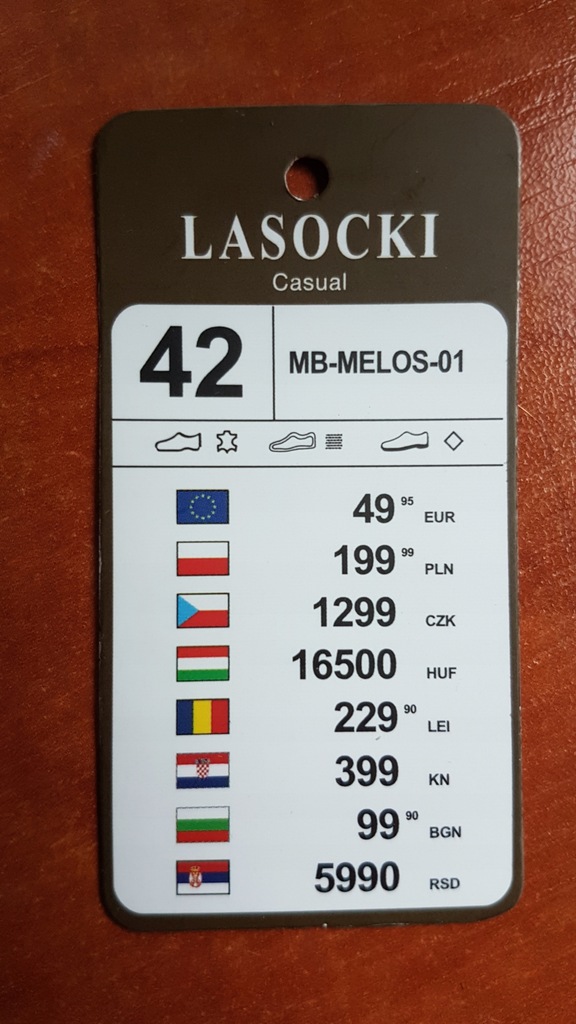 LASOCKI
Casual
42 MB-MELOS-01
49 95 EUR
199 99 PLN
1299 CZK
16500 HUF
229 90 LEI
399 KN
99 90 BGN
5990 RSD